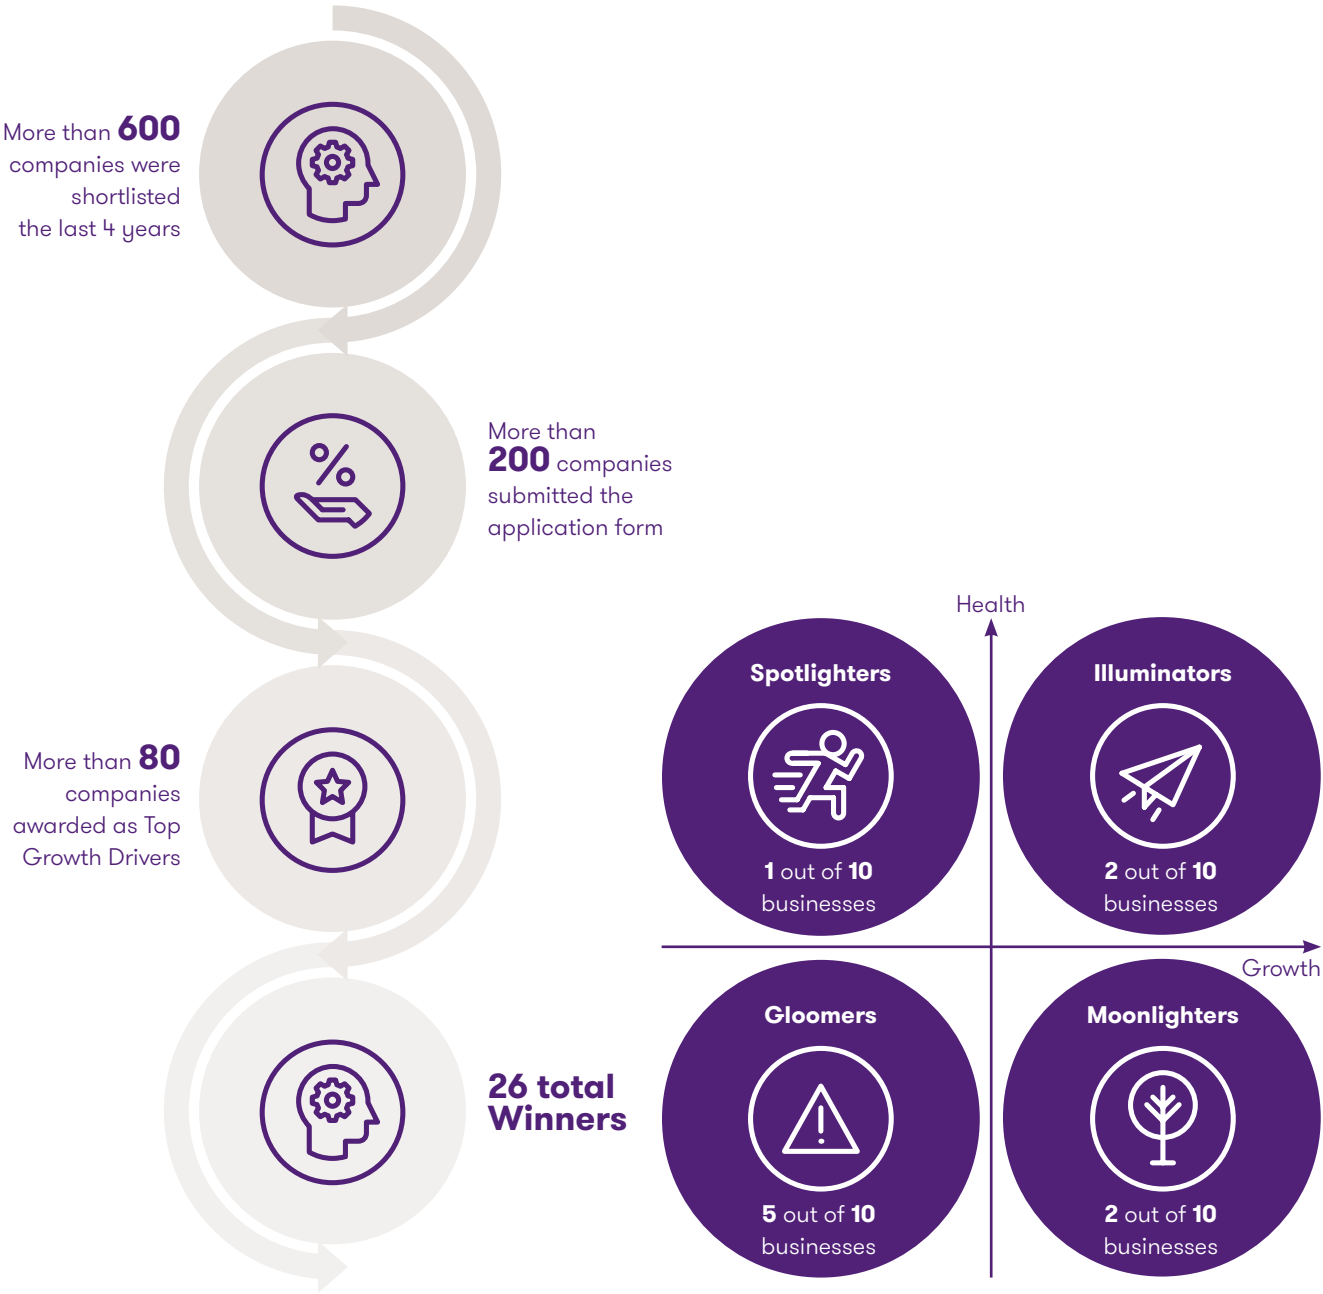 More than 600
companies were
shortlisted
the last 4 years
More than
200 companies
submitted the
application form
More than 80
companies
awarded as Top
Growth Drivers
26 total
Winners
Health
Spotlighters
1 out of 10
businesses
Illuminators
2 out of 10
businesses
Growth
Gloomers
5 out of 10
businesses
Moonlighters
2 out of 10
businesses